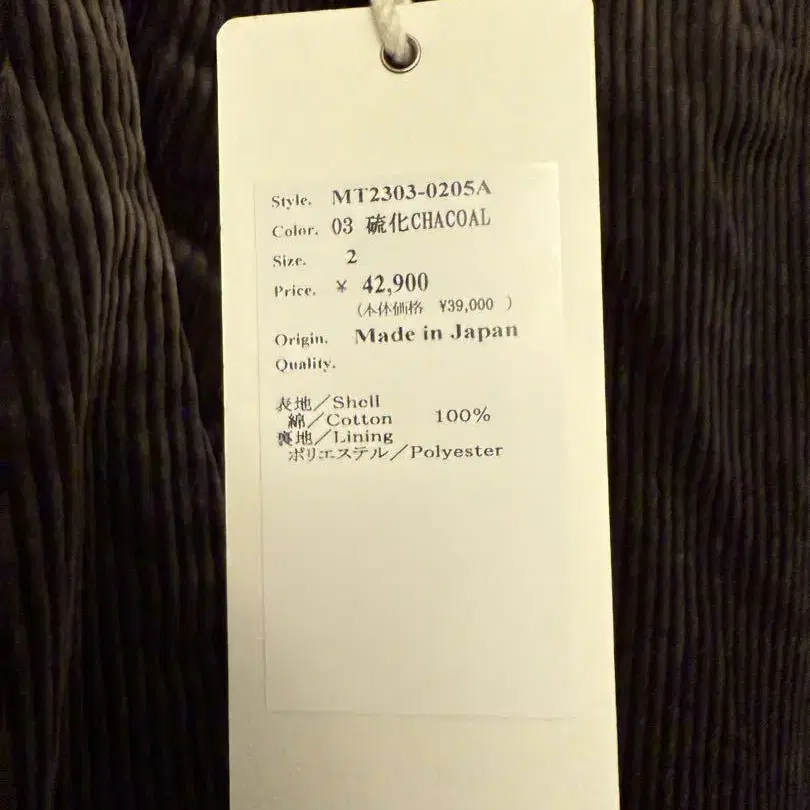 Style. MT2303-0205A
Color. 03 硫化CHACOAL
Size. 2
Price. ¥ 42,900
(本体価格 ¥39,000 )
Origin. Made in Japan
Quality.
表地/Shell
綿/Cotton 100%
裏地/Lining
ポリエステル/Polyester